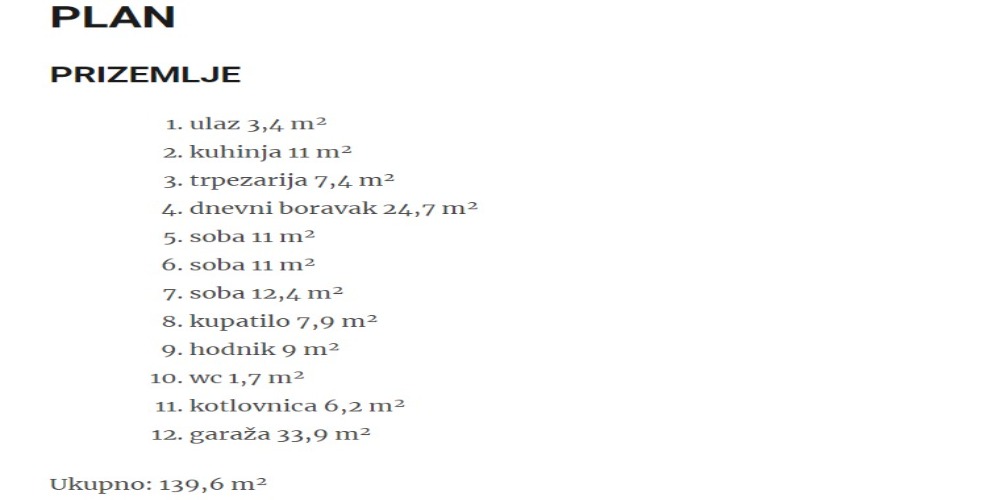 PLAN
PRIZEMLJE
1. ulaz 3,4 m²
2. kuhinja 11 m²
3. trpezarija 7,4 m²
4. dnevni boravak 24,7 m²
5. soba 11 m²
6. soba 11 m²
7. soba 12,4 m²
8. kupatilo 7,9 m²
9. hodnik 9 m²
10. wc 1,7 m²
11. kotlovnica 6,2 m²
12. garaža 33,9 m²
Ukupno: 139,6 m²